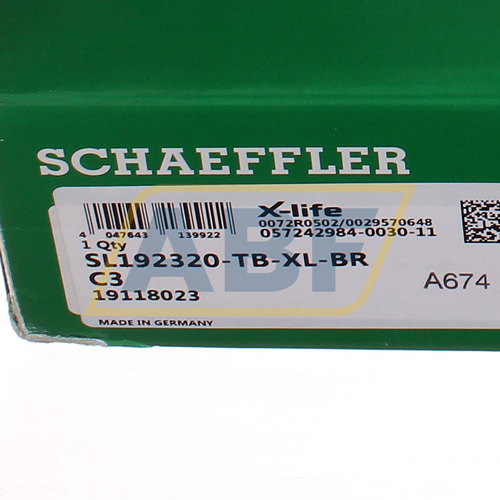 SCHAEFFLER
X-life
0072R0502/0029570648
4 047643 139922
057242984-0030-11
1 Qty
SL192320-TB-XL-BR
C3
A674
19118023
MADE IN GERMANY
ABF